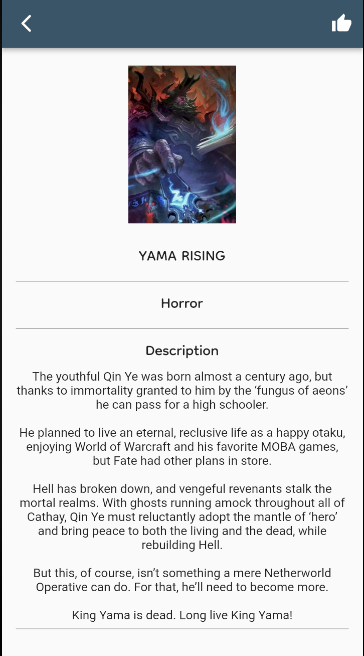 YAMA RISING
Horror
Description
The youthful Qin Ye was born almost a century ago, but
thanks to immortality granted to him by the ‘fungus of aeons’
he can pass for a high schooler.
He planned to live an eternal, reclusive life as a happy otaku,
enjoying World of Warcraft and his favorite MOBA games,
but Fate had other plans in store.
Hell has broken down, and vengeful revenants stalk the
mortal realms. With ghosts running amock throughout all of
Cathay, Qin Ye must reluctantly adopt the mantle of ‘hero’
and bring peace to both the living and the dead, while
rebuilding Hell.
But this, of course, isn’t something a mere Netherworld
Operative can do. For that, he’ll need to become more.
King Yama is dead. Long live King Yama!